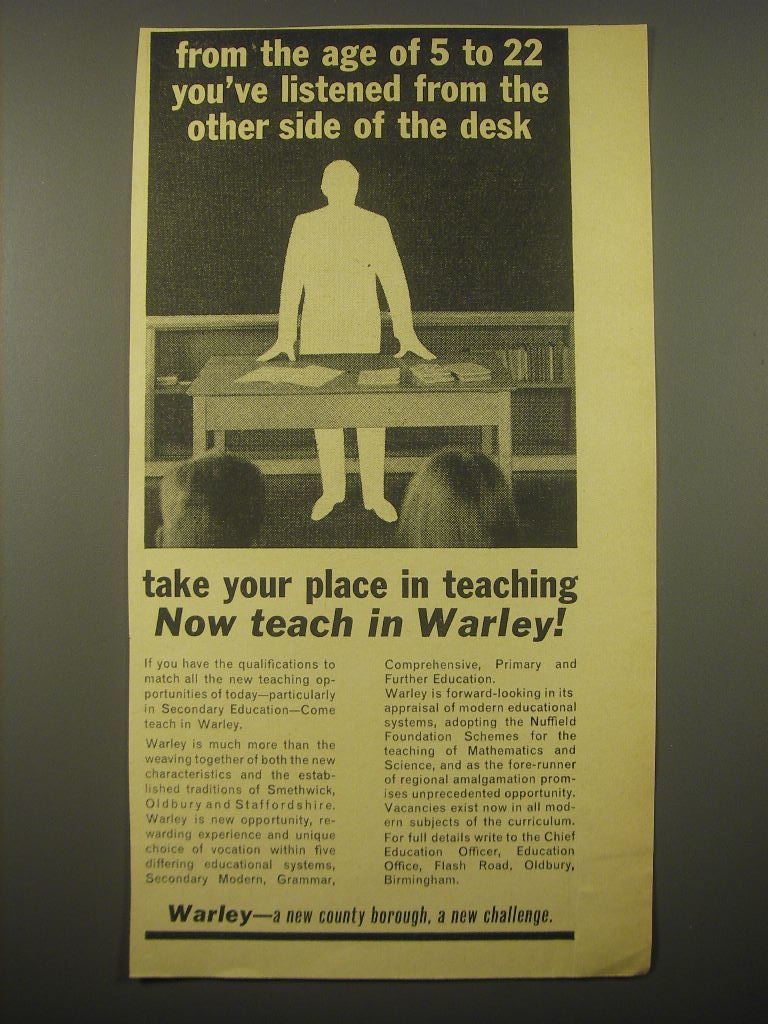 from the age of 5 to 22
you've listened from the
other side of the desk
take your place in teaching
Now teach in Warley!
If you have the qualifications to
match all the new teaching op-
portunities of today—particularly
in Secondary Education—Come
teach in Warley.
Warley is much more than the
weaving together of both the new
characteristics and the estab-
lished traditions of Smethwick,
Oldbury and Staffordshire.
Warley is new opportunity, re-
warding experience and unique
choice of vocation within five
differing educational systems,
Secondary Modern, Grammar,
Comprehensive, Primary and
Further Education.
Warley is forward-looking in its
appraisal of modern educational
systems, adopting the Nuffield
Foundation Schemes for the
teaching of Mathematics and
Science, and as the fore-runner
of regional amalgamation prom-
ises unprecedented opportunity.
Vacancies exist now in all mod-
ern subjects of the curriculum.
For full details write to the Chief
Education Officer, Education
Office, Flash Road, Oldbury,
Birmingham.
Warley—a new county borough, a new challenge.